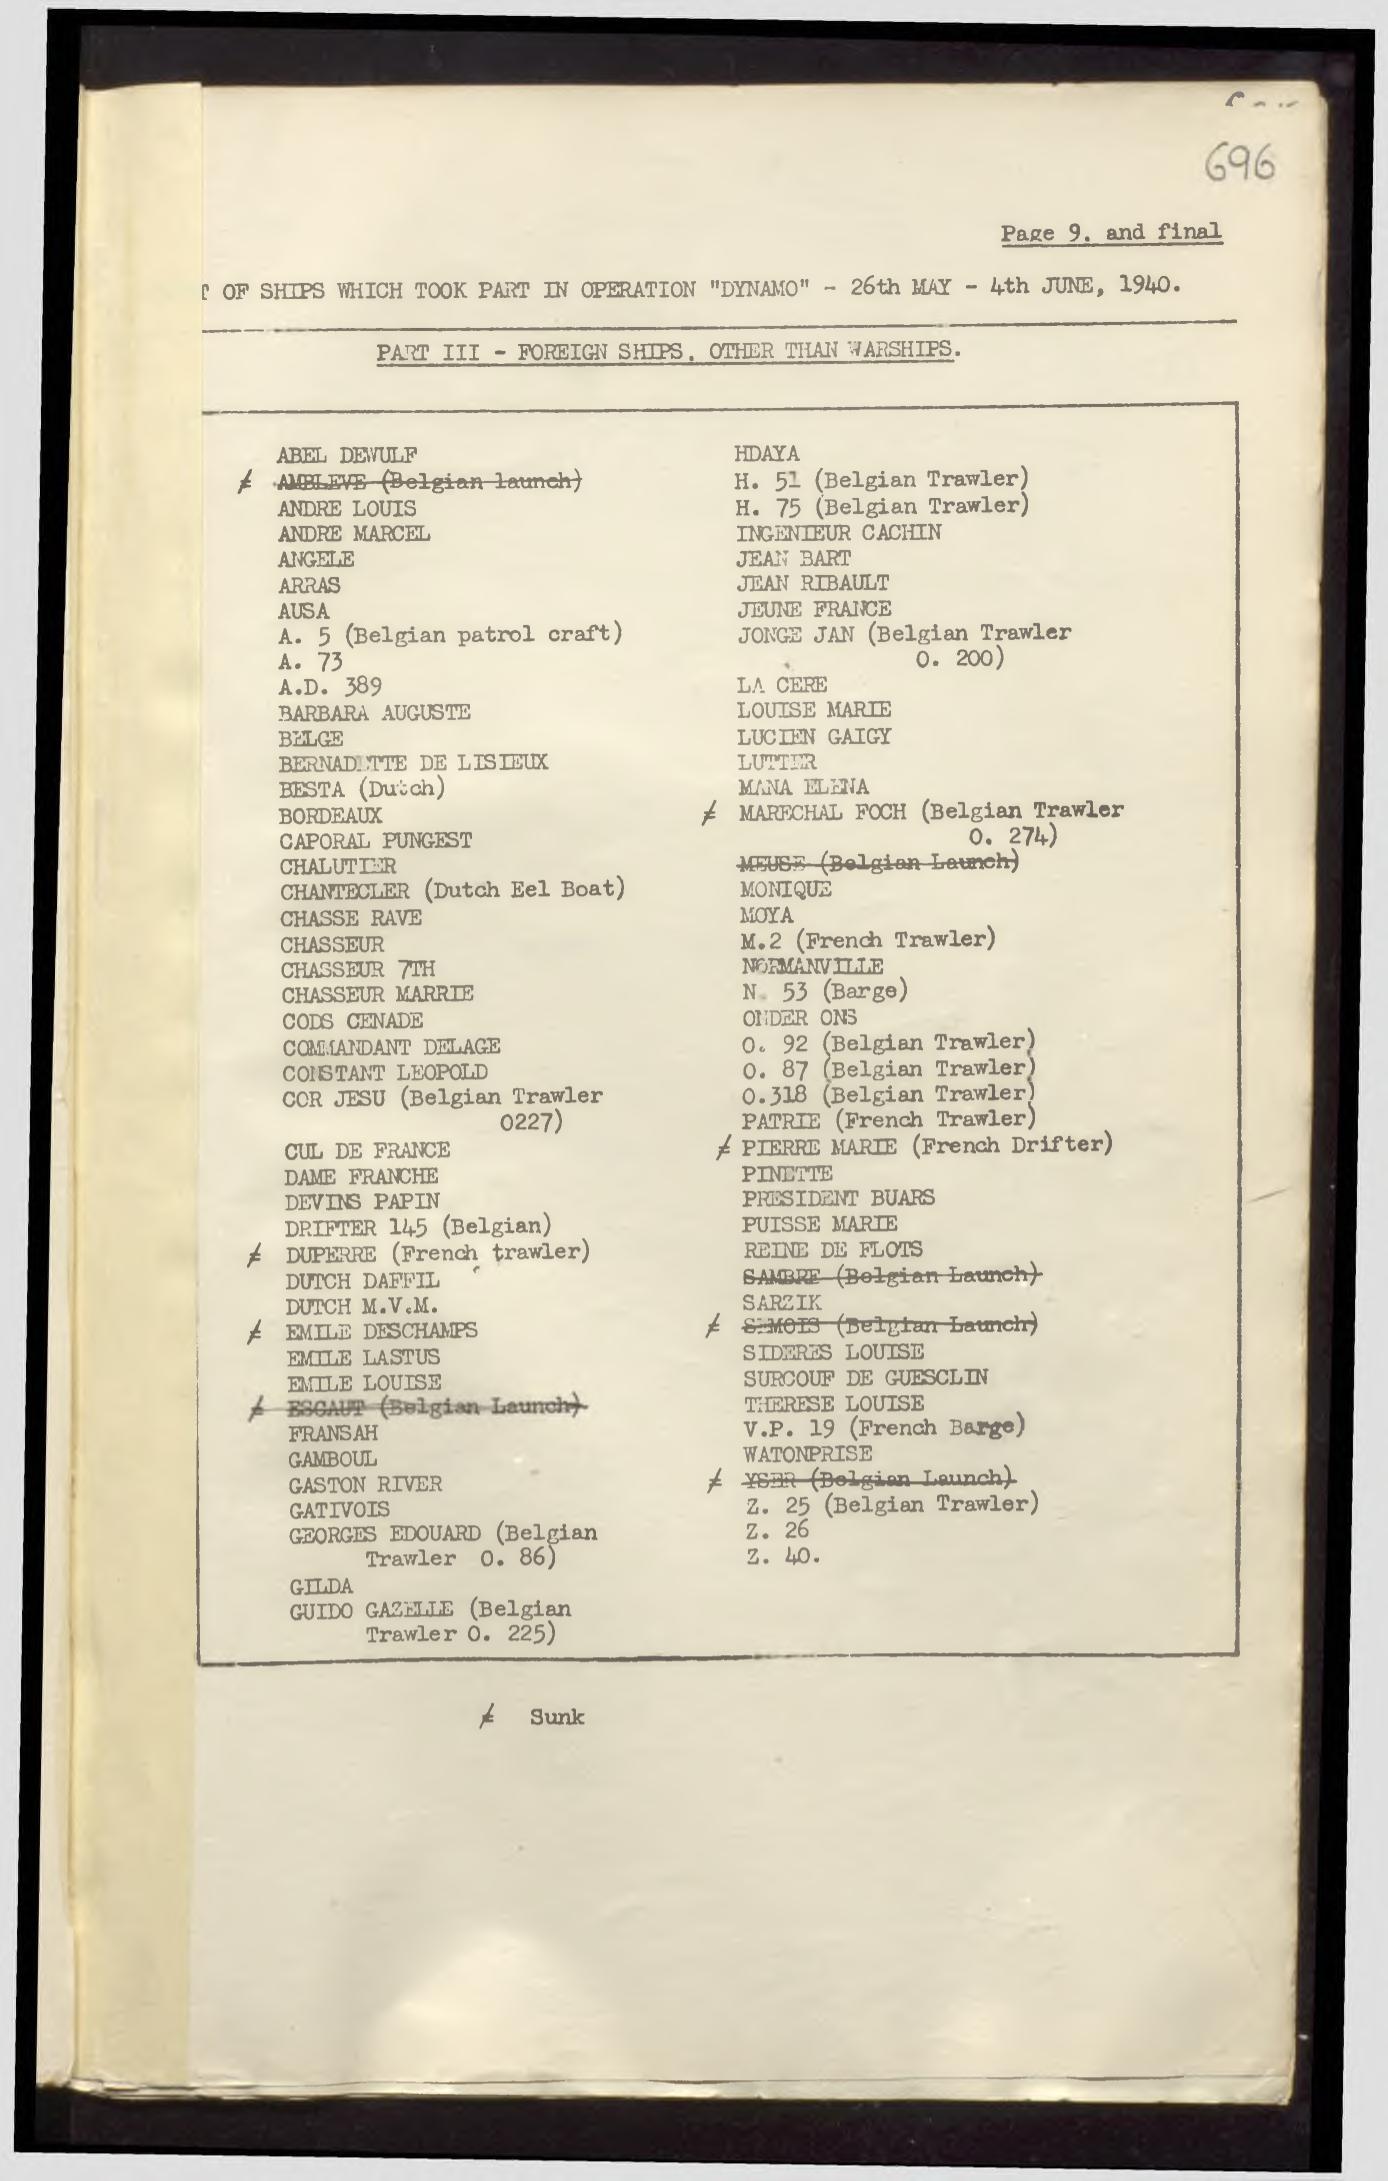 696
Page 9. and final
T OF SHIPS WHICH TOOK PART IN OPERATION "DYNAMO" - 26th MAY - 4th JUNE, 1940.
PART III - FOREIGN SHIPS, OTHER THAN WARSHIPS.
ABEL DEWULF
≠ AMBLEVE (Belgian launch)
ANDRE LOUIS
ANDRE MARCEL
ANGELE
ARRAS
AUSA
A. 5 (Belgian patrol craft)
A. 73
A.D. 389
BARBARA AUGUSTE
BELGE
BERNADETTE DE LISIEUX
BESTA (Dutch)
BORDEAUX
CAPORAL PUNGEST
CHALUTIER
CHANTECLER (Dutch Eel Boat)
CHASSE RAVE
CHASSEUR
CHASSEUR 7TH
CHASSEUR MARRIE
CODS CENADE
COMMANDANT DELAGE
CONSTANT LEOPOLD
COR JESU (Belgian Trawler
0227)
CUL DE FRANCE
DAME FRANCHE
DEVINS PAPIN
DRIFTER 145 (Belgian)
≠ DUPERRE (French trawler)
DUTCH DAFFIL
DUTCH M.V.M.
≠ EMILE DESCHAMPS
EMILE LASTUS
EMILE LOUISE
≠ ESCAUT (Belgian Launch)
FRANSAH
GAMBOUL
GASTON RIVER
GATIVOIS
GEORGES EDOUARD (Belgian
Trawler O. 86)
GILDA
GUIDO GAZELLE (Belgian
Trawler O. 225)
HDAYA
H. 51 (Belgian Trawler)
H. 75 (Belgian Trawler)
INGENIEUR CACHIN
JEAN BART
JEAN RIBAULT
JEUNE FRANCE
JONGE JAN (Belgian Trawler
O. 200)
LA CERE
LOUISE MARIE
LUCIEN GAIGY
LUTTER
MANA ELENA
≠ MARECHAL FOCH (Belgian Trawler
O. 274)
MEUSE (Belgian Launch)
MONIQUE
MOYA
M.2 (French Trawler)
NORMANVILLE
N. 53 (Barge)
ONDER ONS
O. 92 (Belgian Trawler)
O. 87 (Belgian Trawler)
O.318 (Belgian Trawler)
PATRIE (French Trawler)
≠ PIERRE MARIE (French Drifter)
PINETTE
PRESIDENT BUARS
PUISSE MARIE
REINE DE FLOTS
SAMBRE (Belgian Launch)
SARZIK
≠ SEMOIS (Belgian Launch)
SIDERES LOUISE
SURCOUF DE GUESCLIN
THERESE LOUISE
V.P. 19 (French Barge)
WATONPRISE
≠ YSER (Belgian Launch)
Z. 25 (Belgian Trawler)
Z. 26
Z. 40.
≠ Sunk